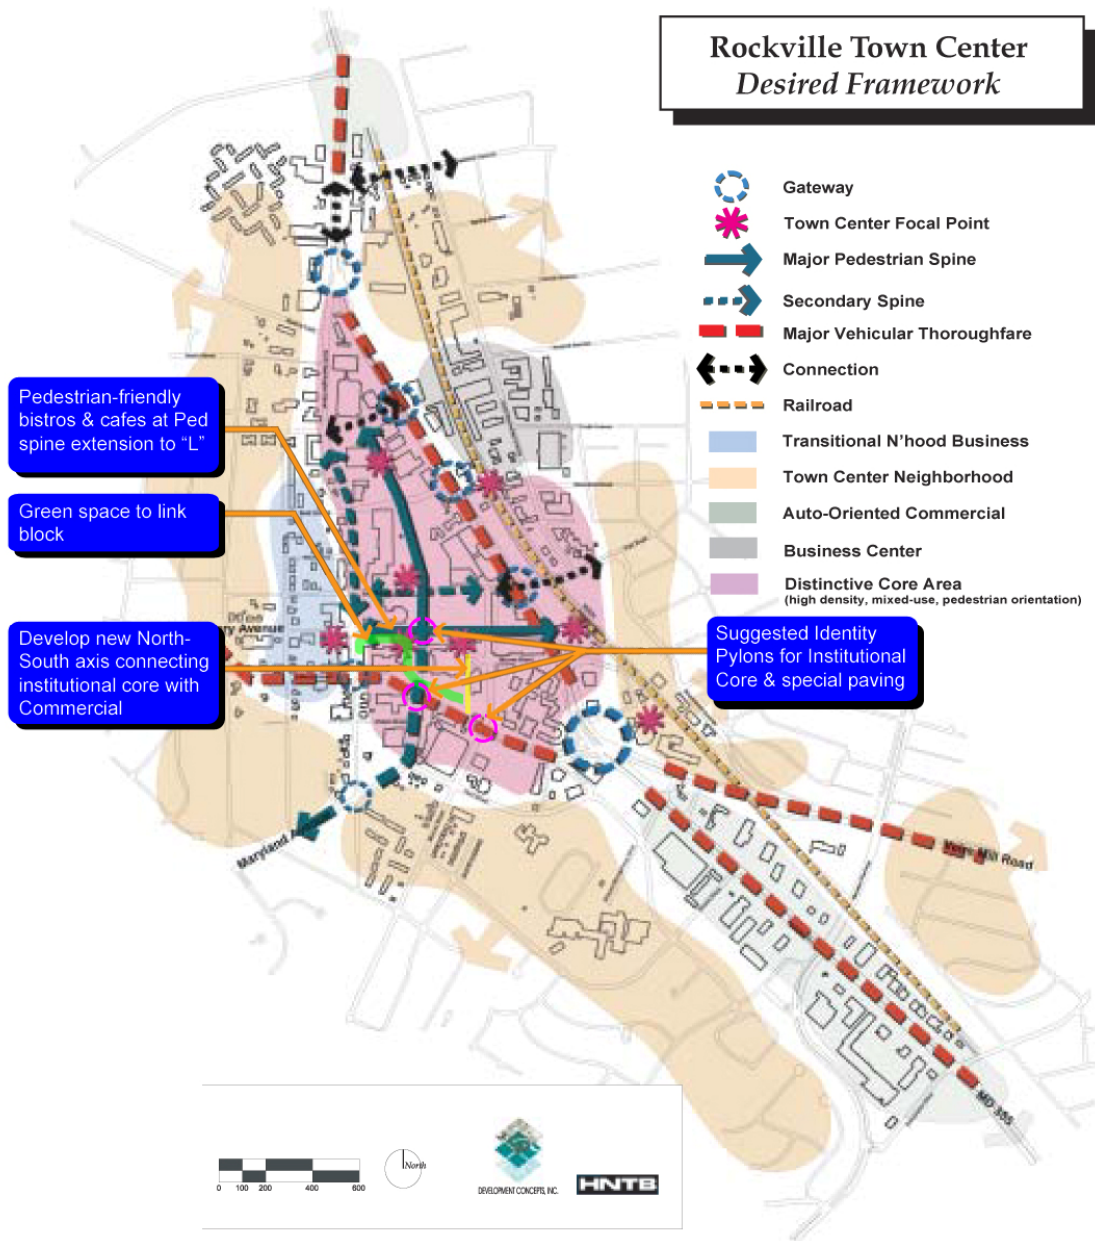 Rockville Town Center
Desired Framework
Gateway
Town Center Focal Point
Major Pedestrian Spine
Secondary Spine
Major Vehicular Thoroughfare
Connection
Railroad
Transitional N'hood Business
Town Center Neighborhood
Auto-Oriented Commercial
Business Center
Distinctive Core Area
(high density, mixed-use, pedestrian orientation)
Pedestrian-friendly
bistros & cafes at Ped
spine extension to “L”
Green space to link
block
Develop new North-
South axis connecting
institutional core with
Commercial
Suggested Identity
Pylons for Institutional
Core & special paving
Avenue
Maryland
Mill Road
MD 355
0 100 200 400 600
North
DEVELOPMENT CONCEPTS, INC.
HNTB